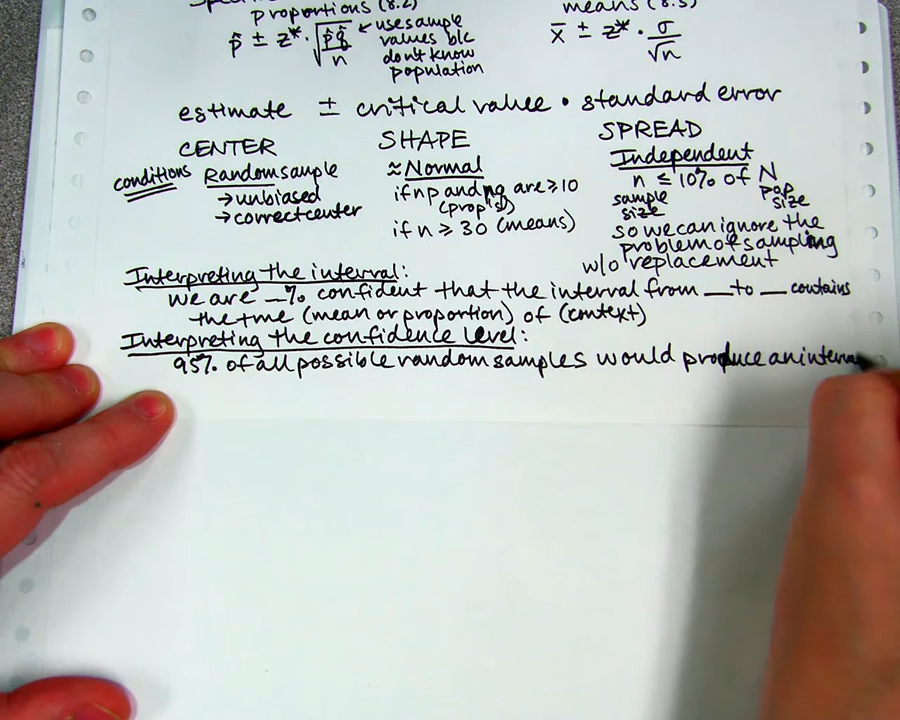 proportions (8.2)
means (8.3)
p̂ ± z* · √(p̂q̂/n) ← use sample
values b/c
don't know
population
x̄ ± z* · σ/√n
estimate ± critical value • standard error
CENTER SHAPE SPREAD
conditions Random sample
→ unbiased
→ correct center
≈ Normal
if np and nq are ≥ 10
(prop's)
if n ≥ 30 (means)
Independent
n ≤ 10% of N
sample size
pop size
so we can ignore the
problem of sampling
w/o replacement
Interpreting the interval:
we are __% confident that the interval from __ to __ contains
the true (mean or proportion) of (context)
Interpreting the confidence level:
95% of all possible random samples would produce an interva